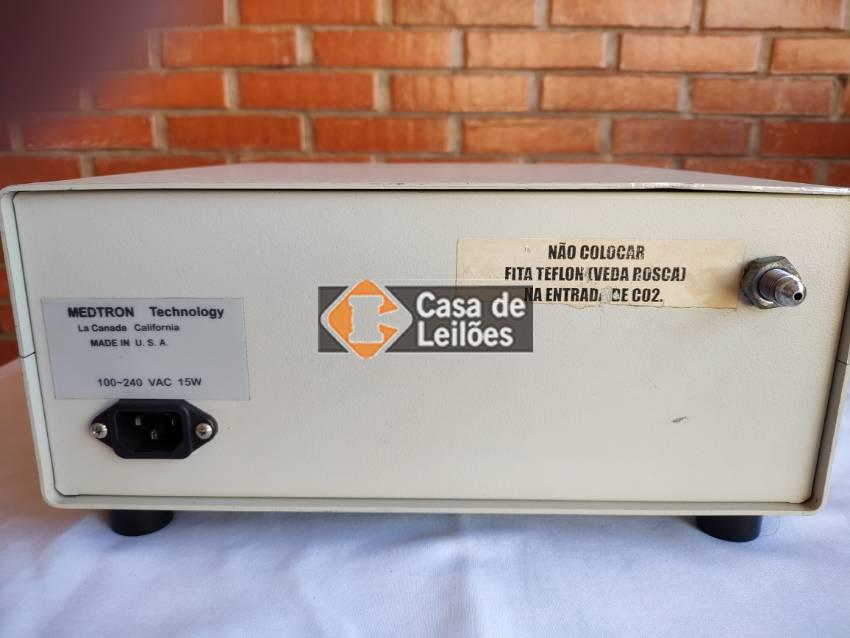 NÃO COLOCAR
FITA TEFLON (VEDA ROSCA)
NA ENTRADA DE CO2.
MEDTRON Technology
La Canada California
MADE IN U. S. A.
100~240 VAC 15W
Casa de
Leilões